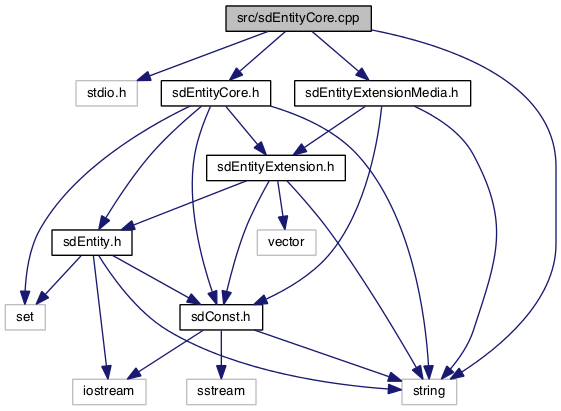 src/sdEntityCore.cpp
stdio.h
sdEntityCore.h
sdEntityExtensionMedia.h
sdEntityExtension.h
sdEntity.h
vector
set
sdConst.h
iostream
sstream
string